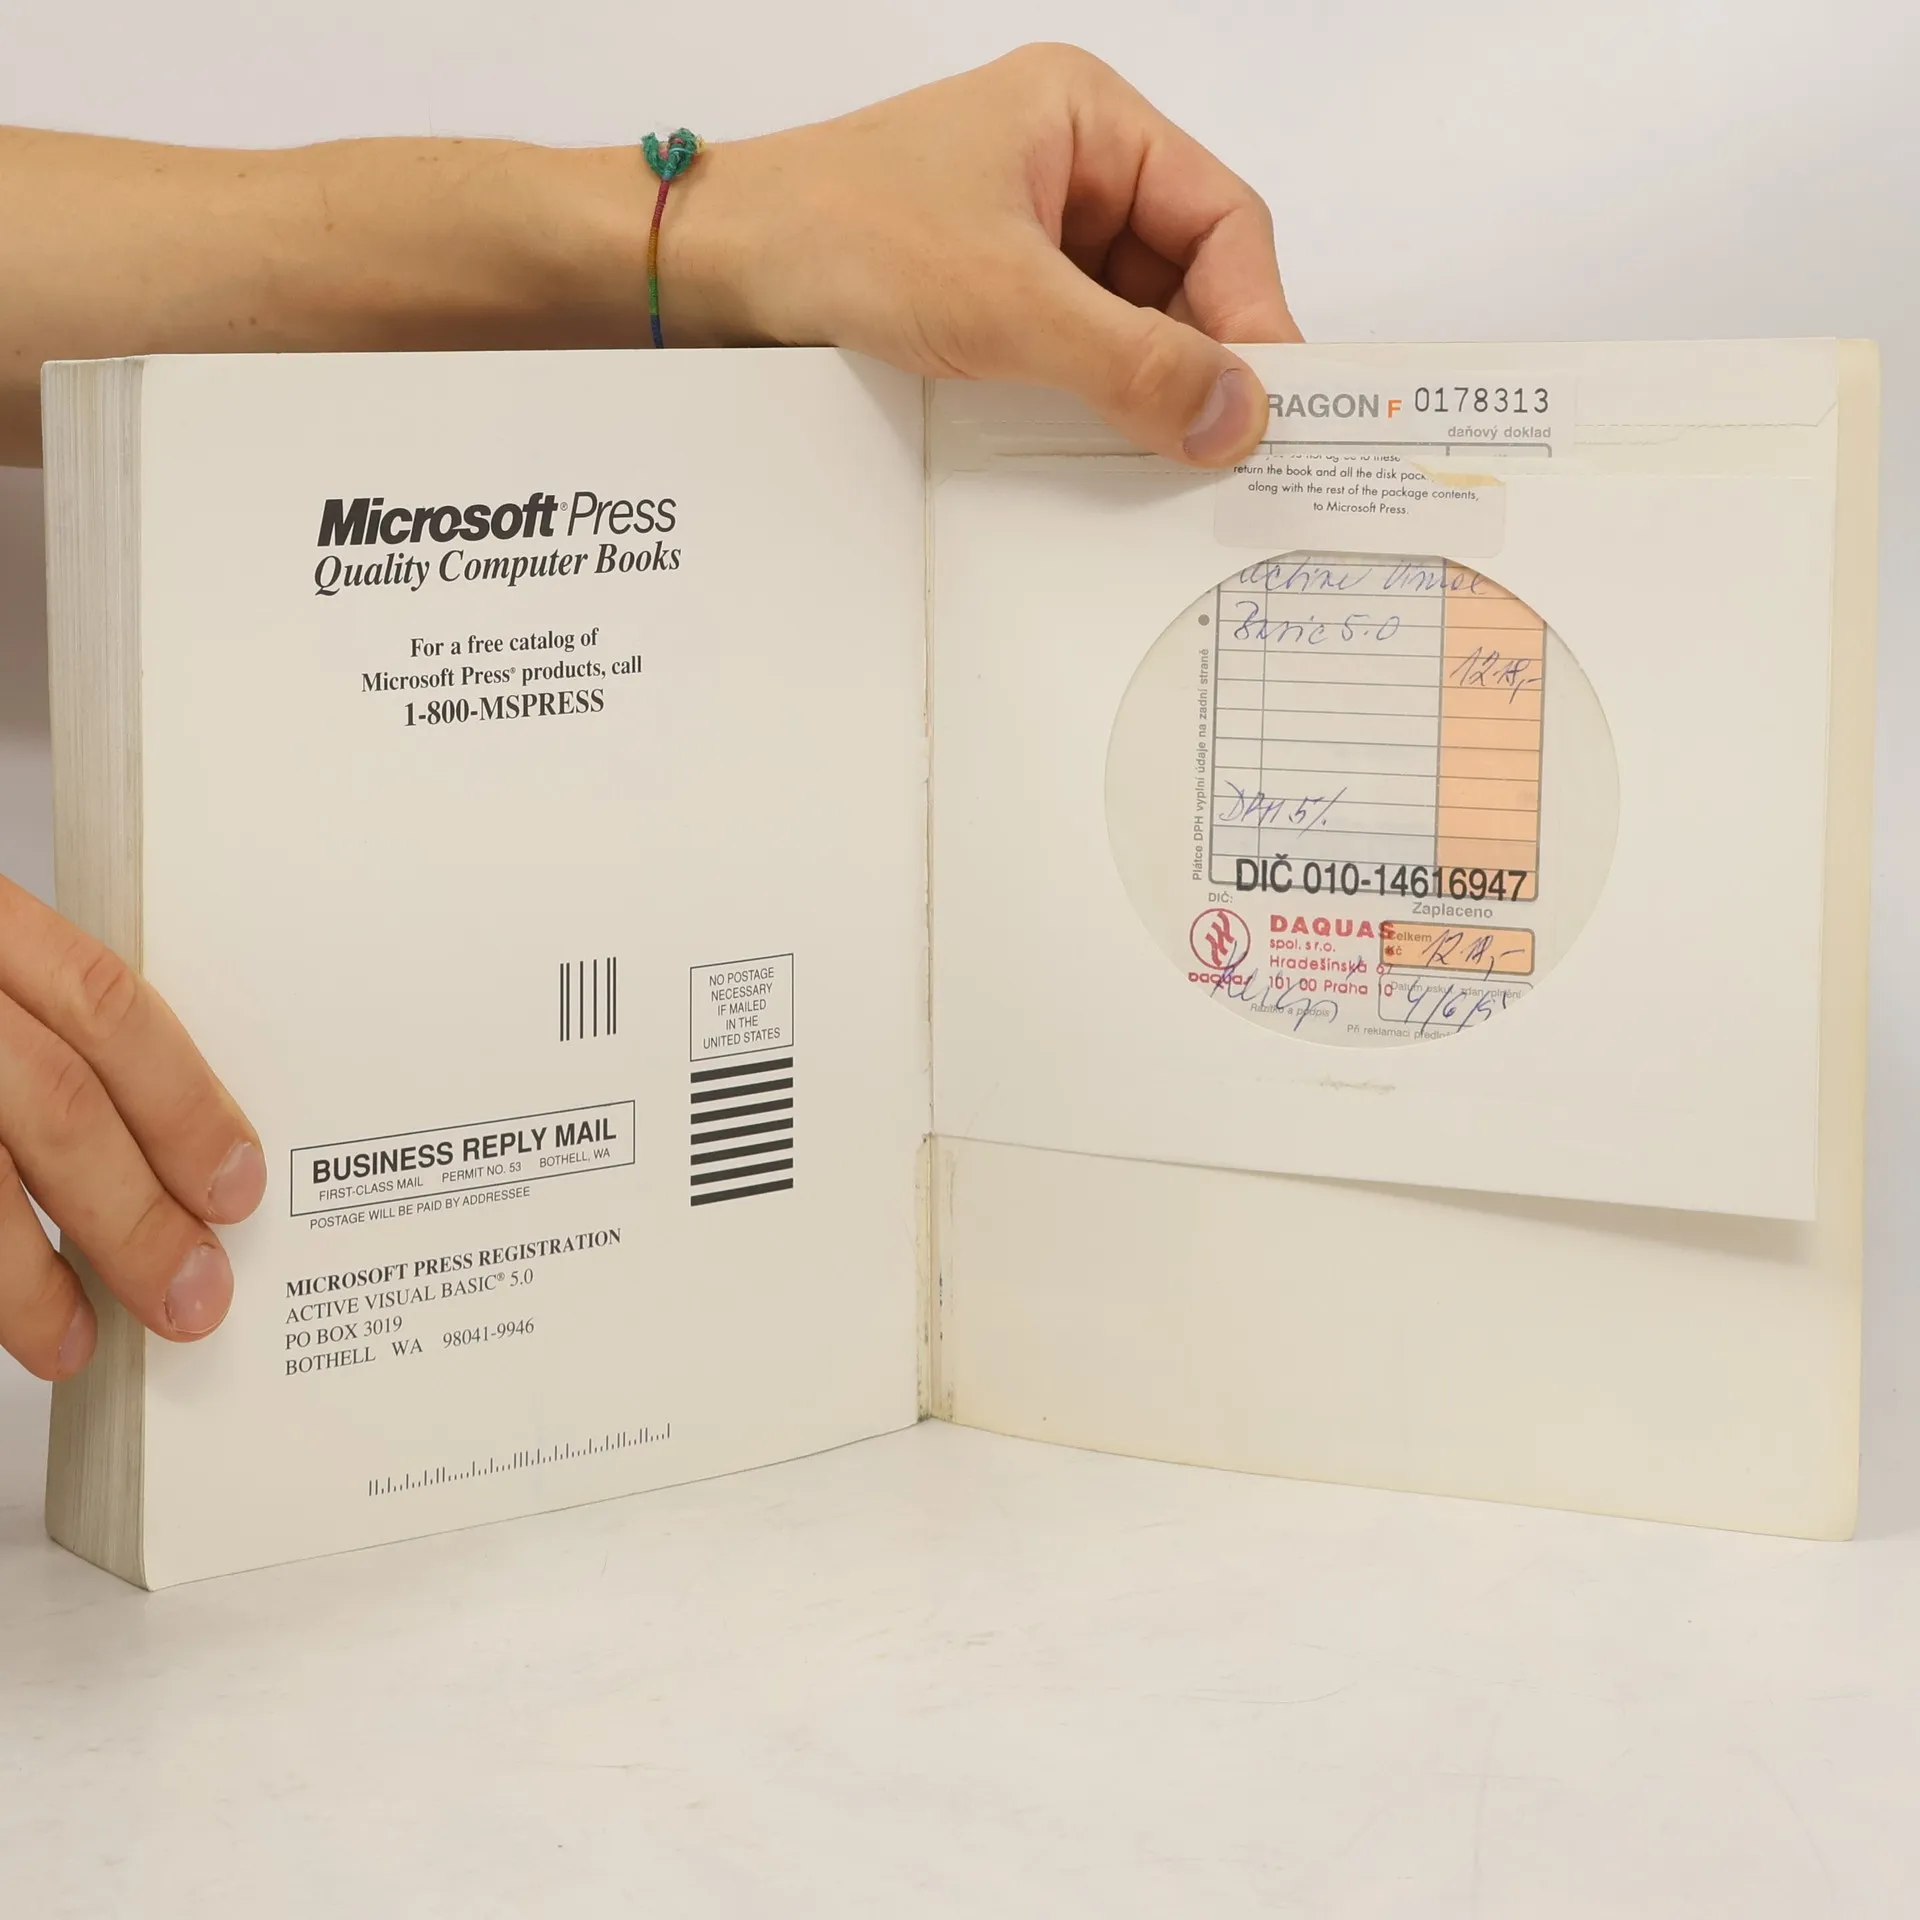 Microsoft® Press
Quality Computer Books
For a free catalog of
Microsoft Press® products, call
1-800-MSPRESS
NO POSTAGE
NECESSARY
IF MAILED
IN THE
UNITED STATES
BUSINESS REPLY MAIL
FIRST-CLASS MAIL PERMIT NO. 53 BOTHELL, WA
POSTAGE WILL BE PAID BY ADDRESSEE
MICROSOFT PRESS REGISTRATION
ACTIVE VISUAL BASIC® 5.0
PO BOX 3019
BOTHELL WA 98041-9946
RAGON F 0178313
daňový doklad
return the book and all the disk
along with the rest of the package contents,
to Microsoft Press.
Active Visual
Basic 5.0
Plátce DPH vyplní údaje na zadní straně
DPH 5%
DIČ 010-14616947
DIČ:
Zaplaceno
DAQUAS
spol. s r.o.
Hradešínská 67
101 00 Praha 10
DAQUAS
Celkem
Kč
Razítko a podpis
Při reklamaci